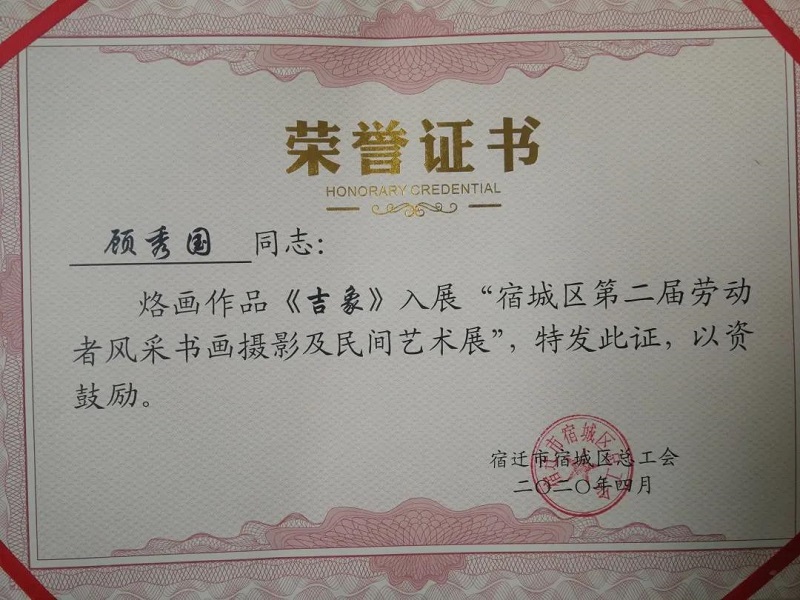 荣誉证书
HONORARY CREDENTIAL
顾秀国 同志：
烙画作品《吉象》入展“宿城区第二届劳动
者风采书画摄影及民间艺术展”，特发此证，以资
鼓励。
宿迁市宿城区总工会
二〇二〇年四月